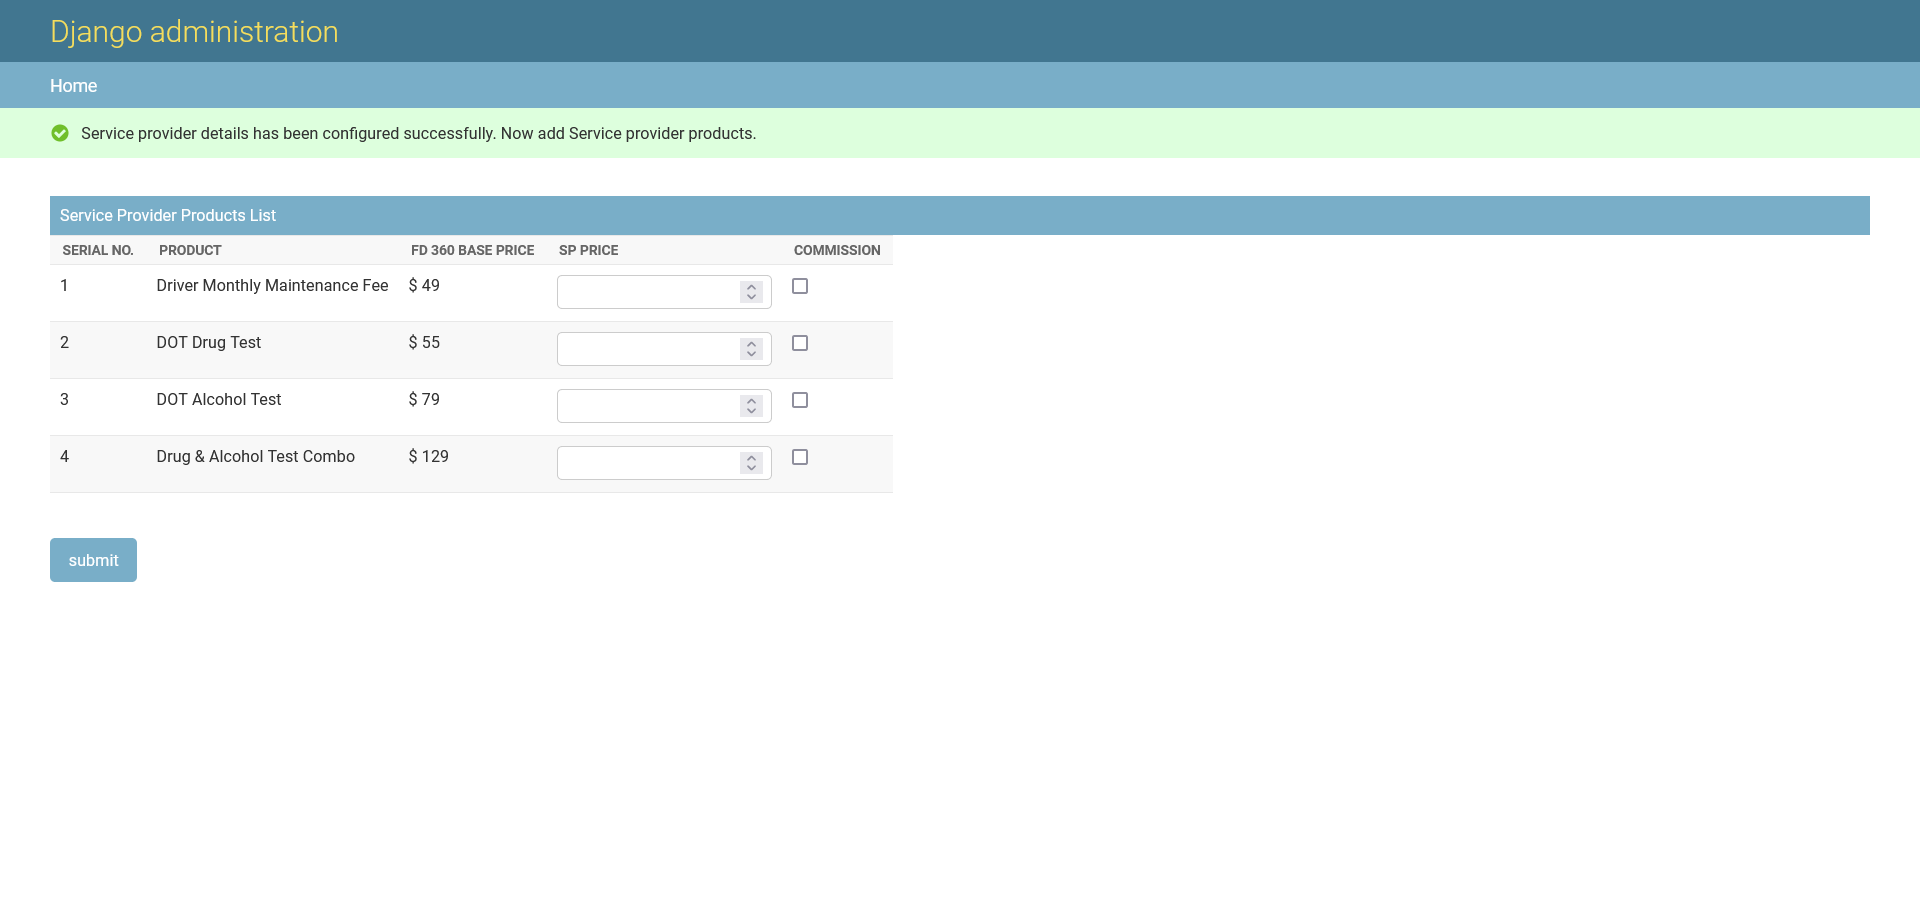 Django administration
Home
Service provider details has been configured successfully. Now add Service provider products.
Service Provider Products List
SERIAL NO. PRODUCT FD 360 BASE PRICE SP PRICE COMMISSION
1 Driver Monthly Maintenance Fee $ 49
2 DOT Drug Test $ 55
3 DOT Alcohol Test $ 79
4 Drug & Alcohol Test Combo $ 129
submit